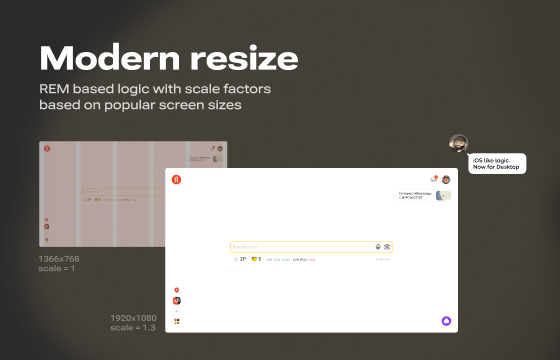 Modern resize
REM based logic with scale factors
based on popular screen sizes
iOS like logic.
Now for Desktop
Я
Я
27°
5
1366x768
scale = 1
1920x1080
scale = 1.3